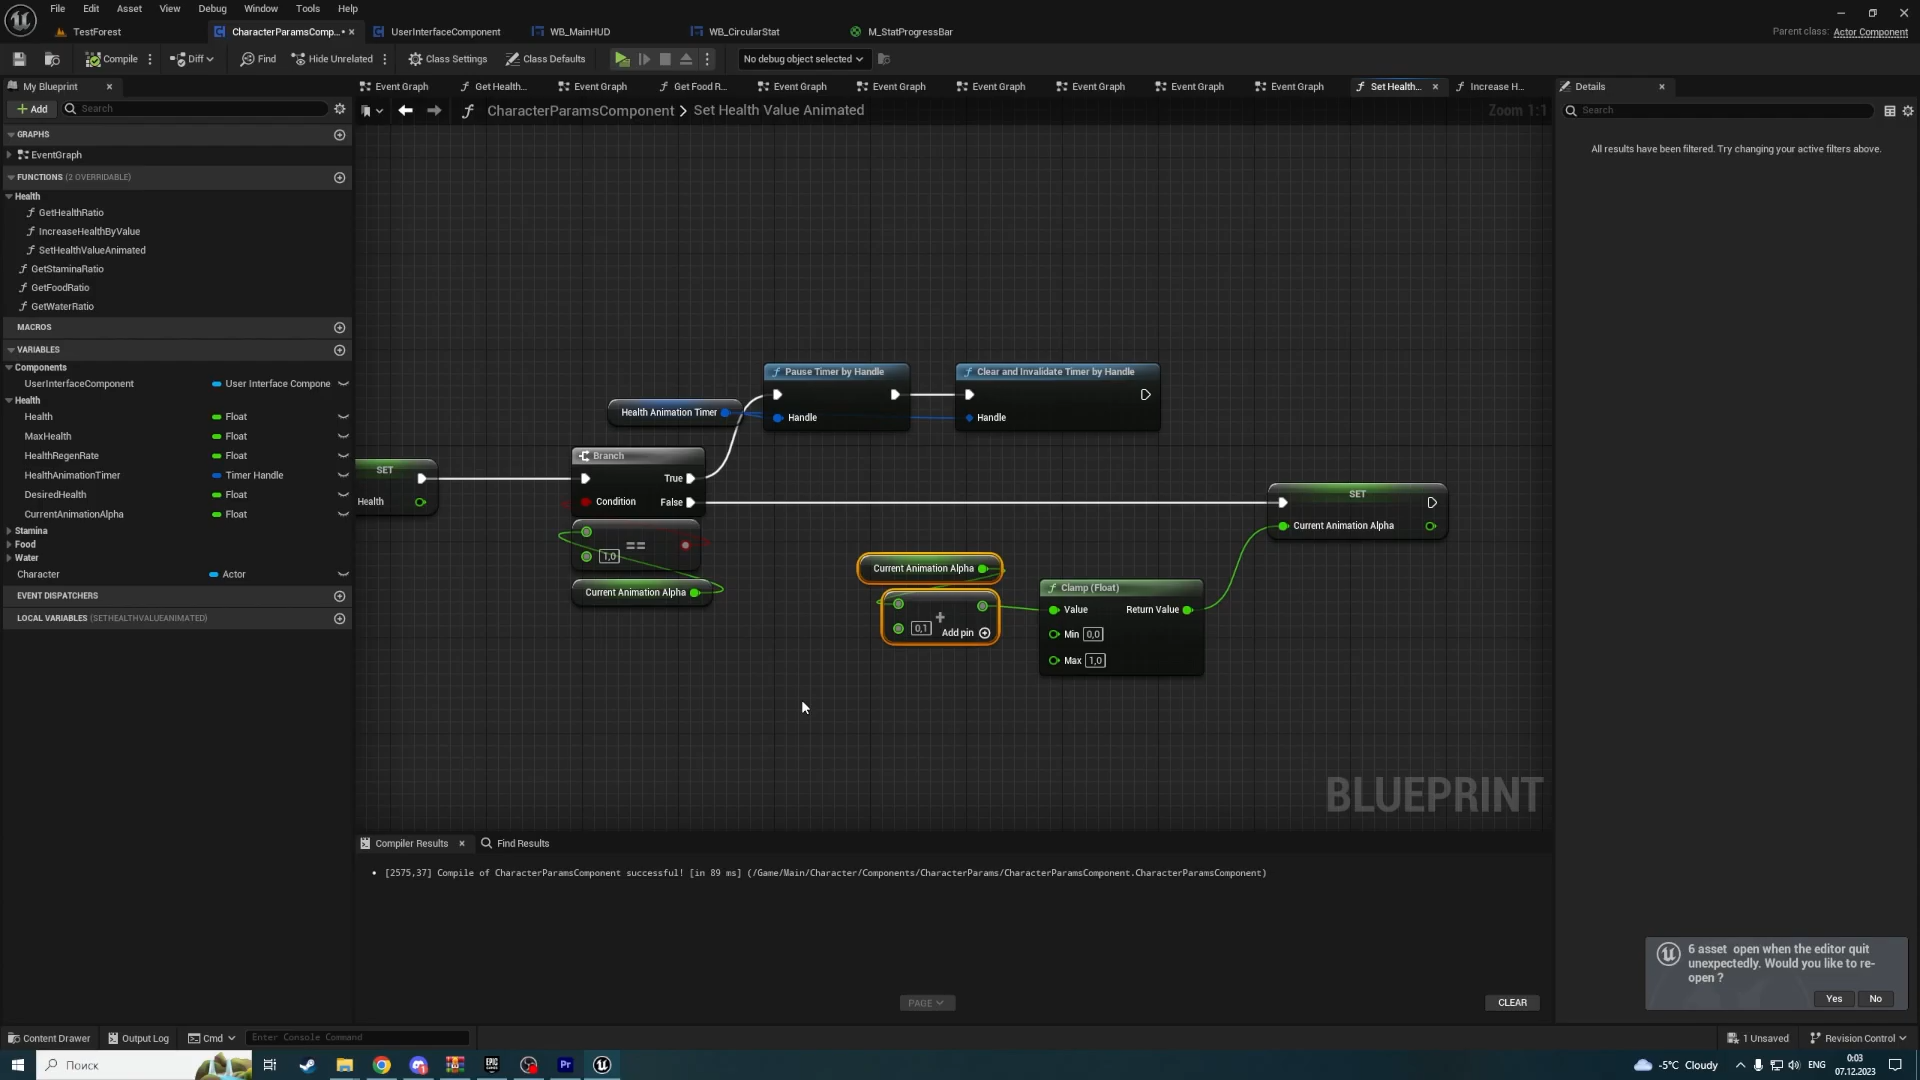 File Edit Asset View Debug Window Tools Help
TestForest CharacterParamsComp...• UserInterfaceComponent WB_MainHUD WB_CircularStat M_StatProgressBar
Parent class: Actor Component
Compile Diff Find Hide Unrelated Class Settings Class Defaults No debug object selected
My Blueprint Event Graph Get Health... Event Graph Get Food R... Event Graph Event Graph Event Graph Event Graph Event Graph Event Graph Set Health... Increase H... Details
Add Search
CharacterParamsComponent > Set Health Value Animated Zoom 1:1
Search
All results have been filtered. Try changing your active filters above.
GRAPHS
EventGraph
FUNCTIONS (2 OVERRIDABLE)
Health
GetHealthRatio
IncreaseHealthByValue
SetHealthValueAnimated
GetStaminaRatio
GetFoodRatio
GetWaterRatio
MACROS
VARIABLES
Components
UserInterfaceComponent User Interface Compone
Health
Health Float
MaxHealth Float
HealthRegenRate Float
HealthAnimationTimer Timer Handle
DesiredHealth Float
CurrentAnimationAlpha Float
Stamina
Food
Water
Character Actor
EVENT DISPATCHERS
LOCAL VARIABLES (SETHEALTHVALUEANIMATED)
Pause Timer by Handle
Handle
Clear and Invalidate Timer by Handle
Handle
Health Animation Timer
SET
Health
Branch
True
Condition False
1,0 ==
Current Animation Alpha
Current Animation Alpha
0,1 + Add pin
Clamp (Float)
Value Return Value
Min 0,0
Max 1,0
SET
Current Animation Alpha
BLUEPRINT
Compiler Results Find Results
[2575,37] Compile of CharacterParamsComponent successful! [in 89 ms] (/Game/Main/Character/Components/CharacterParams/CharacterParamsComponent.CharacterParamsComponent)
PAGE CLEAR
6 asset open when the editor quit
unexpectedly. Would you like to re-
open ?
Yes No
Content Drawer Output Log Cmd Enter Console Command 1 Unsaved Revision Control
Поиск
-5°C Cloudy ENG
0:03
07.12.2023